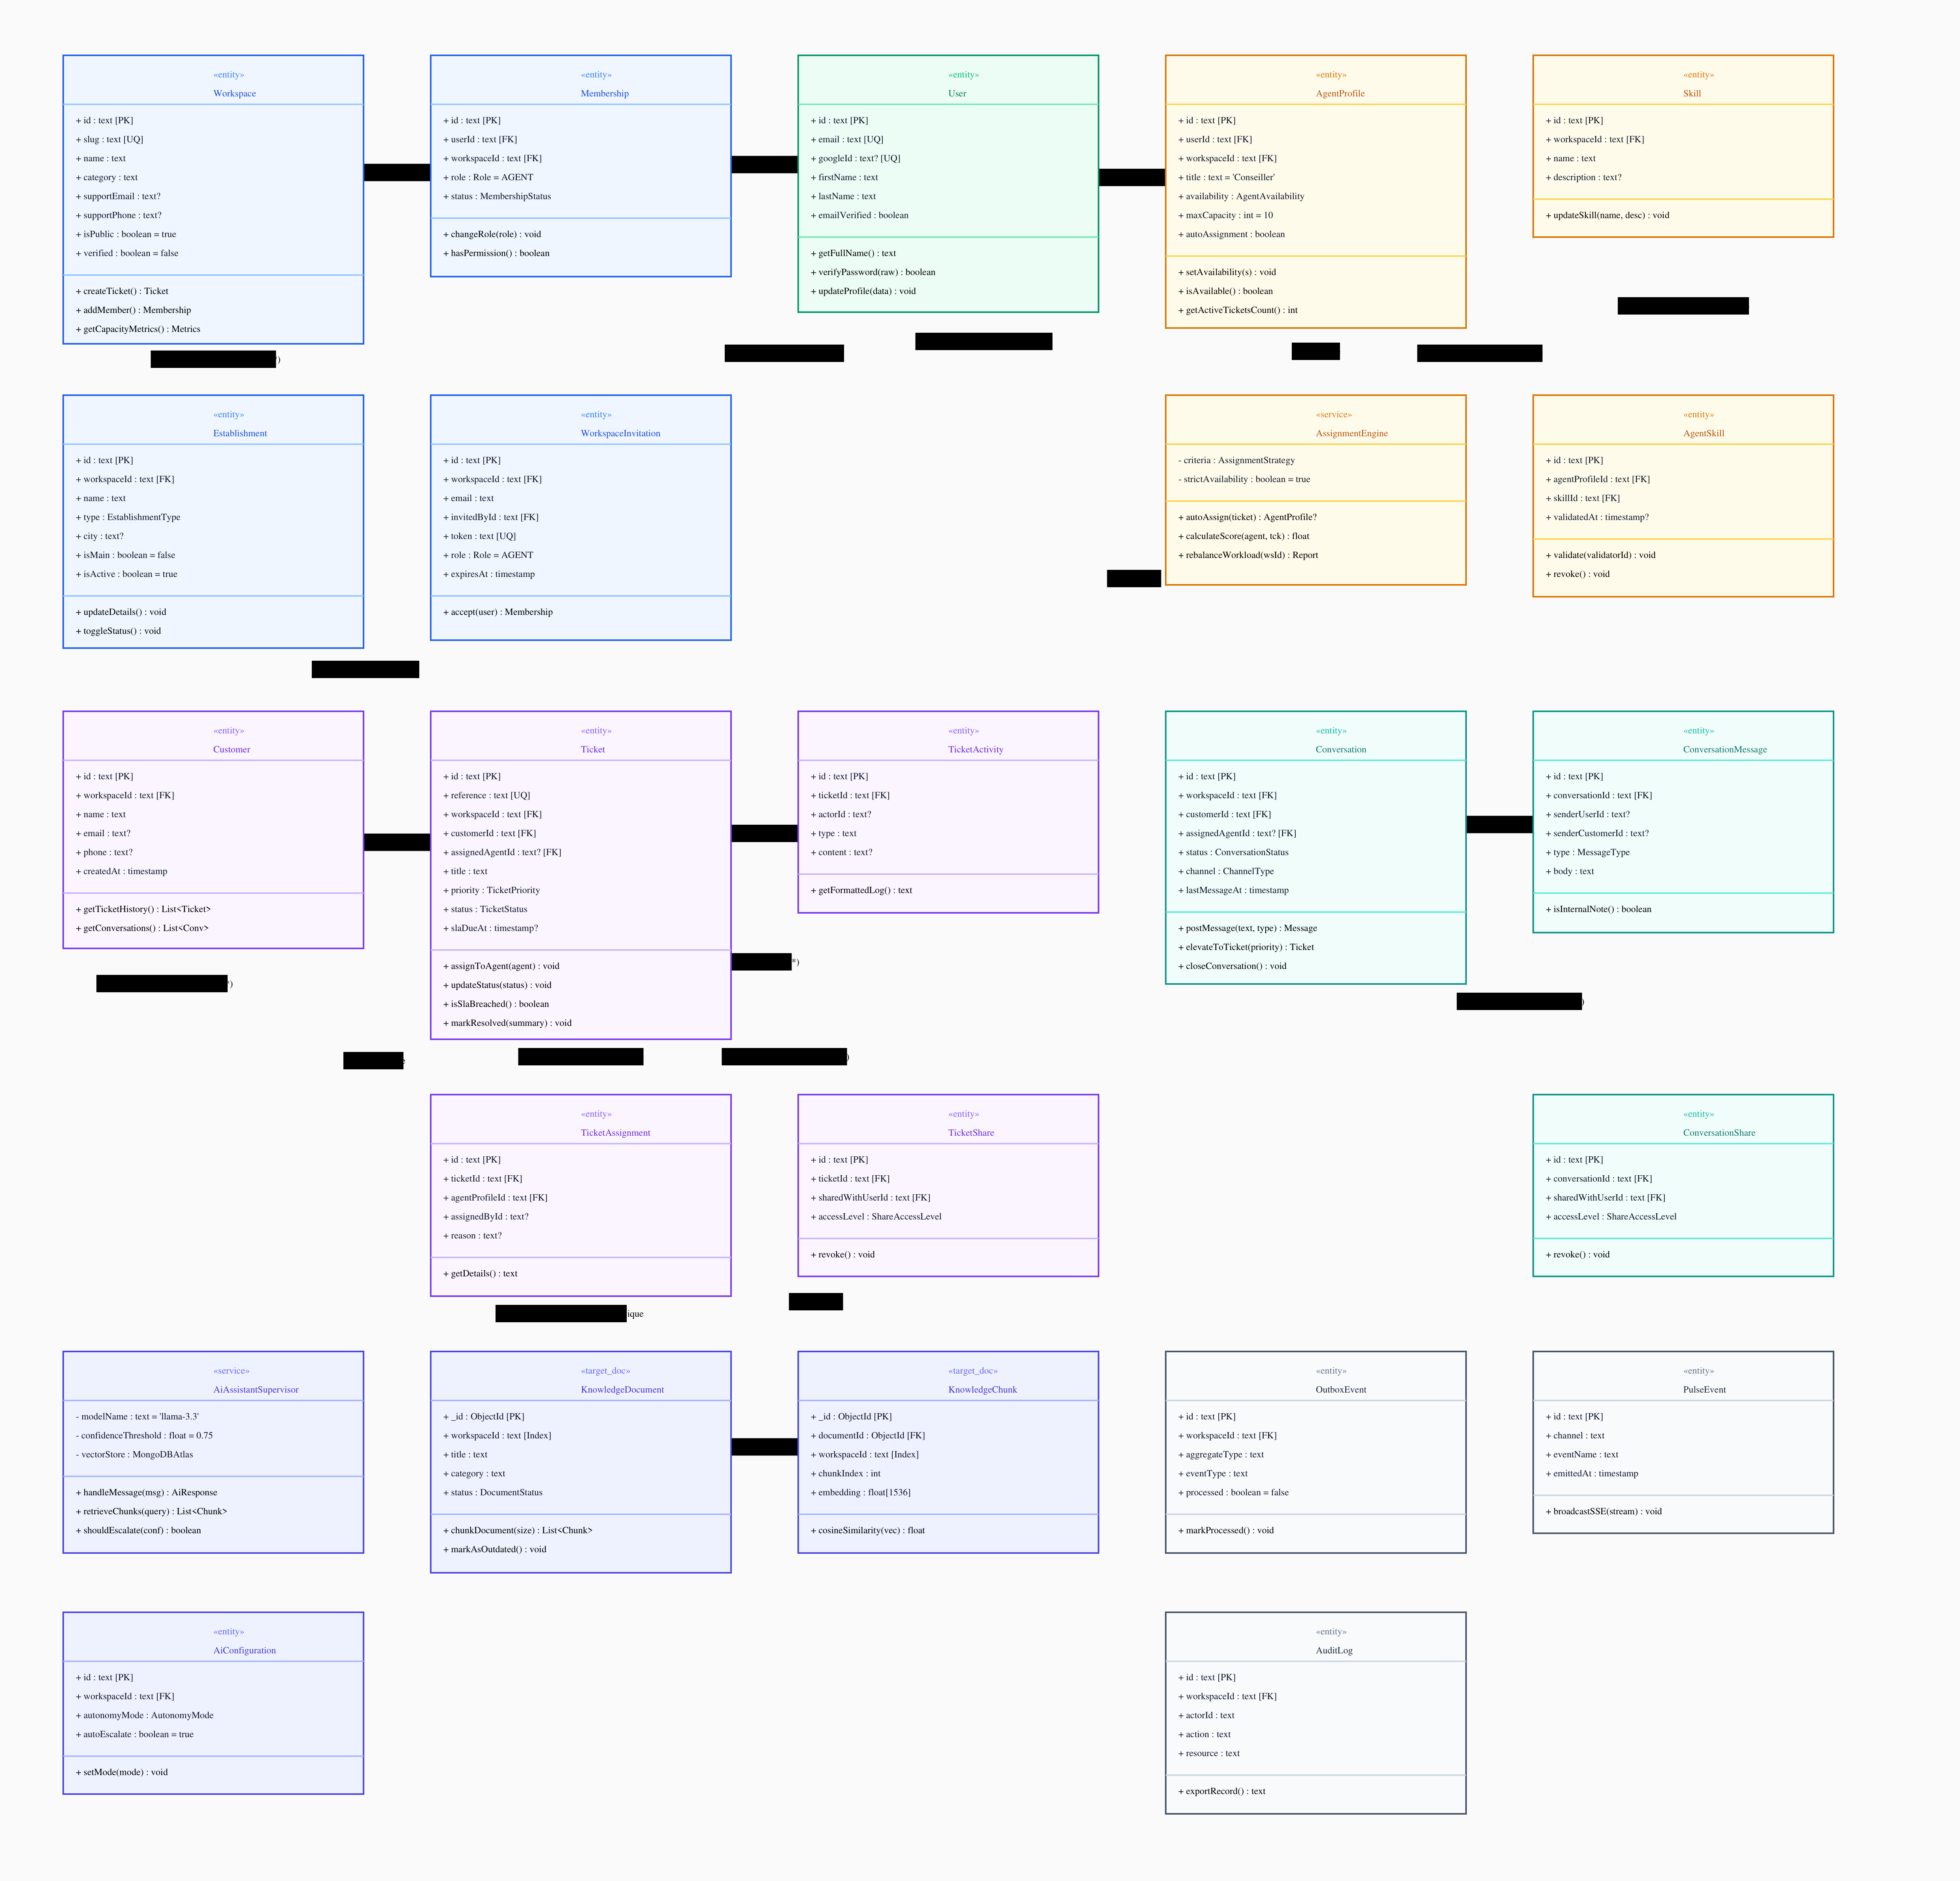 «entity»
Workspace
+ id : text [PK]
+ slug : text [UQ]
+ name : text
+ category : text
+ supportEmail : text?
+ supportPhone : text?
+ isPublic : boolean = true
+ verified : boolean = false
+ createTicket() : Ticket
+ addMember() : Membership
+ getCapacityMetrics() : Metrics
«entity»
Membership
+ id : text [PK]
+ userId : text [FK]
+ workspaceId : text [FK]
+ role : Role = AGENT
+ status : MembershipStatus
+ changeRole(role) : void
+ hasPermission() : boolean
«entity»
User
+ id : text [PK]
+ email : text [UQ]
+ googleId : text? [UQ]
+ firstName : text
+ lastName : text
+ emailVerified : boolean
+ getFullName() : text
+ verifyPassword(raw) : boolean
+ updateProfile(data) : void
«entity»
AgentProfile
+ id : text [PK]
+ userId : text [FK]
+ workspaceId : text [FK]
+ title : text = 'Conseiller'
+ availability : AgentAvailability
+ maxCapacity : int = 10
+ autoAssignment : boolean
+ setAvailability(s) : void
+ isAvailable() : boolean
+ getActiveTicketsCount() : int
«entity»
Skill
+ id : text [PK]
+ workspaceId : text [FK]
+ name : text
+ description : text?
+ updateSkill(name, desc) : void
)
«entity»
Establishment
+ id : text [PK]
+ workspaceId : text [FK]
+ name : text
+ type : EstablishmentType
+ city : text?
+ isMain : boolean = false
+ isActive : boolean = true
+ updateDetails() : void
+ toggleStatus() : void
«entity»
WorkspaceInvitation
+ id : text [PK]
+ workspaceId : text [FK]
+ email : text
+ invitedById : text [FK]
+ token : text [UQ]
+ role : Role = AGENT
+ expiresAt : timestamp
+ accept(user) : Membership
«service»
AssignmentEngine
- criteria : AssignmentStrategy
- strictAvailability : boolean = true
+ autoAssign(ticket) : AgentProfile?
+ calculateScore(agent, tck) : float
+ rebalanceWorkload(wsId) : Report
«entity»
AgentSkill
+ id : text [PK]
+ agentProfileId : text [FK]
+ skillId : text [FK]
+ validatedAt : timestamp?
+ validate(validatorId) : void
+ revoke() : void
«entity»
Customer
+ id : text [PK]
+ workspaceId : text [FK]
+ name : text
+ email : text?
+ phone : text?
+ createdAt : timestamp
+ getTicketHistory() : List<Ticket>
+ getConversations() : List<Conv>
«entity»
Ticket
+ id : text [PK]
+ reference : text [UQ]
+ workspaceId : text [FK]
+ customerId : text [FK]
+ assignedAgentId : text? [FK]
+ title : text
+ priority : TicketPriority
+ status : TicketStatus
+ slaDueAt : timestamp?
+ assignToAgent(agent) : void
+ updateStatus(status) : void
+ isSlaBreached() : boolean
+ markResolved(summary) : void
«entity»
TicketActivity
+ id : text [PK]
+ ticketId : text [FK]
+ actorId : text?
+ type : text
+ content : text?
+ getFormattedLog() : text
*)
«entity»
Conversation
+ id : text [PK]
+ workspaceId : text [FK]
+ customerId : text [FK]
+ assignedAgentId : text? [FK]
+ status : ConversationStatus
+ channel : ChannelType
+ lastMessageAt : timestamp
+ postMessage(text, type) : Message
+ elevateToTicket(priority) : Ticket
+ closeConversation() : void
«entity»
ConversationMessage
+ id : text [PK]
+ conversationId : text [FK]
+ senderUserId : text?
+ senderCustomerId : text?
+ type : MessageType
+ body : text
+ isInternalNote() : boolean
)
)
)
«entity»
TicketAssignment
+ id : text [PK]
+ ticketId : text [FK]
+ agentProfileId : text [FK]
+ assignedById : text?
+ reason : text?
+ getDetails() : text
«entity»
TicketShare
+ id : text [PK]
+ ticketId : text [FK]
+ sharedWithUserId : text [FK]
+ accessLevel : ShareAccessLevel
+ revoke() : void
«entity»
ConversationShare
+ id : text [PK]
+ conversationId : text [FK]
+ sharedWithUserId : text [FK]
+ accessLevel : ShareAccessLevel
+ revoke() : void
ique
«service»
AiAssistantSupervisor
- modelName : text = 'llama-3.3'
- confidenceThreshold : float = 0.75
- vectorStore : MongoDBAtlas
+ handleMessage(msg) : AiResponse
+ retrieveChunks(query) : List<Chunk>
+ shouldEscalate(conf) : boolean
«target_doc»
KnowledgeDocument
+ _id : ObjectId [PK]
+ workspaceId : text [Index]
+ title : text
+ category : text
+ status : DocumentStatus
+ chunkDocument(size) : List<Chunk>
+ markAsOutdated() : void
«target_doc»
KnowledgeChunk
+ _id : ObjectId [PK]
+ documentId : ObjectId [FK]
+ workspaceId : text [Index]
+ chunkIndex : int
+ embedding : float[1536]
+ cosineSimilarity(vec) : float
«entity»
OutboxEvent
+ id : text [PK]
+ workspaceId : text [FK]
+ aggregateType : text
+ eventType : text
+ processed : boolean = false
+ markProcessed() : void
«entity»
PulseEvent
+ id : text [PK]
+ channel : text
+ eventName : text
+ emittedAt : timestamp
+ broadcastSSE(stream) : void
«entity»
AiConfiguration
+ id : text [PK]
+ workspaceId : text [FK]
+ autonomyMode : AutonomyMode
+ autoEscalate : boolean = true
+ setMode(mode) : void
«entity»
AuditLog
+ id : text [PK]
+ workspaceId : text [FK]
+ actorId : text
+ action : text
+ resource : text
+ exportRecord() : text